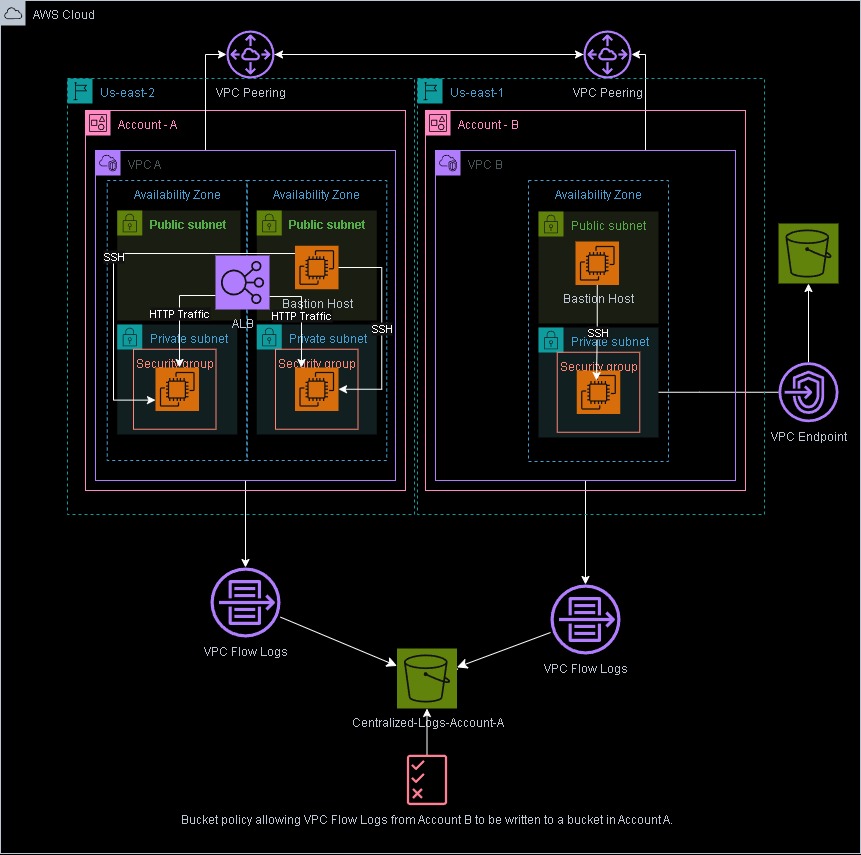 AWS Cloud
VPC Peering
VPC Peering
Us-east-2
Us-east-1
Account - A
Account - B
VPC A
VPC B
Availability Zone
Availability Zone
Availability Zone
Public subnet
Public subnet
Public subnet
SSH
Bastion Host
Bastion Host
HTTP Traffic
HTTP Traffic
ALB
SSH
SSH
Private subnet
Private subnet
Private subnet
Security group
Security group
Security group
VPC Endpoint
VPC Flow Logs
VPC Flow Logs
Centralized-Logs-Account-A
Bucket policy allowing VPC Flow Logs from Account B to be written to a bucket in Account A.